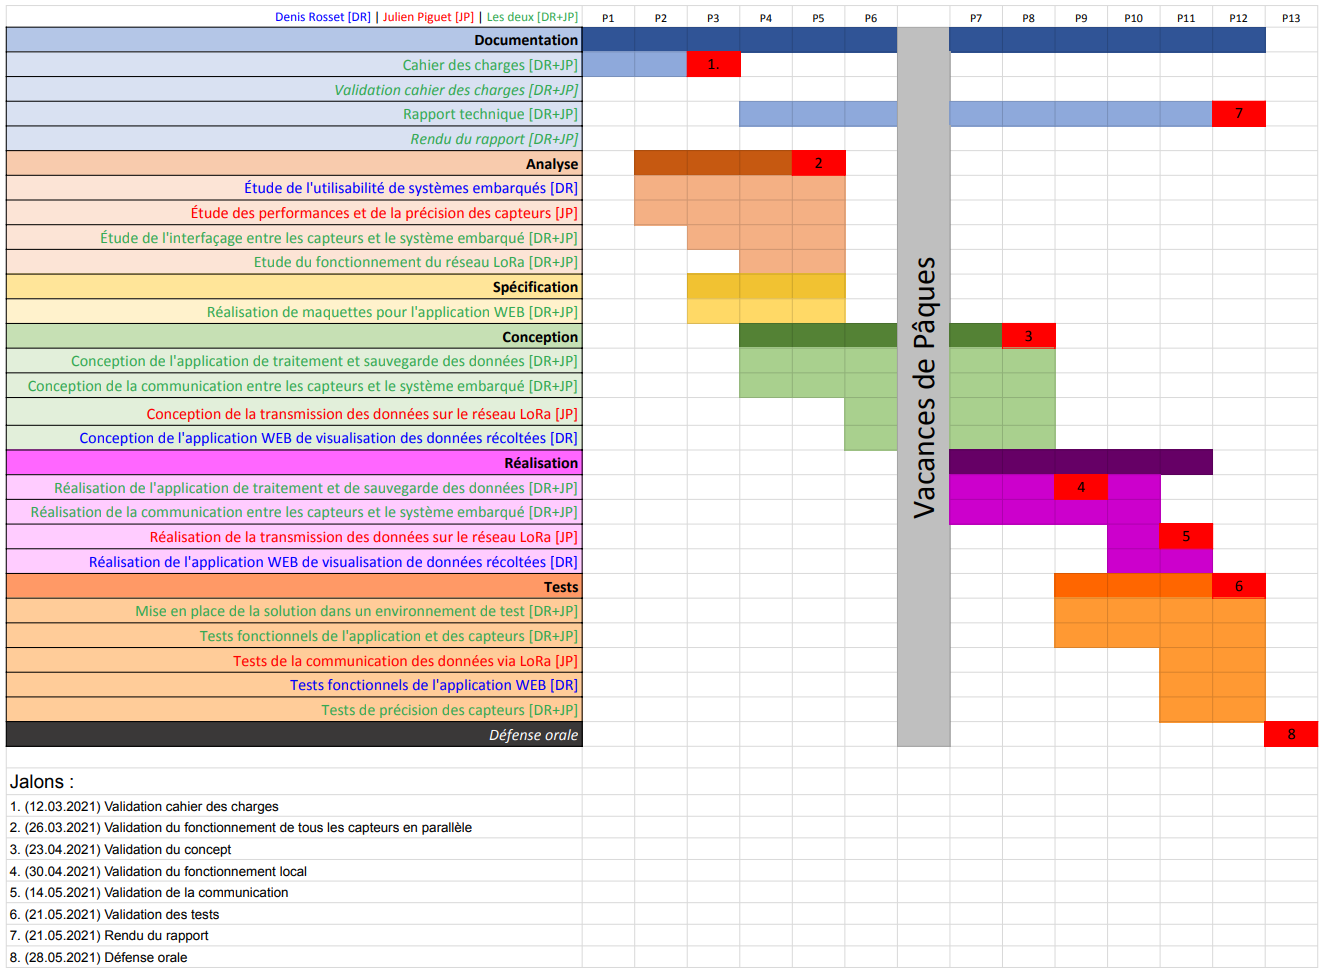 Denis Rosset [DR] | Julien Piguet [JP] | Les deux [DR+JP] P1 P2 P3 P4 P5 P6 P7 P8 P9 P10 P11 P12 P13
Documentation
Cahier des charges [DR+JP] 1.
Validation cahier des charges [DR+JP]
Rapport technique [DR+JP] 7
Rendu du rapport [DR+JP]
Analyse 2
Étude de l'utilisabilité de systèmes embarqués [DR]
Étude des performances et de la précision des capteurs [JP]
Étude de l'interfaçage entre les capteurs et le système embarqué [DR+JP]
Etude du fonctionnement du réseau LoRa [DR+JP]
Spécification
Réalisation de maquettes pour l'application WEB [DR+JP]
Conception 3
Conception de l'application de traitement et sauvegarde des données [DR+JP]
Conception de la communication entre les capteurs et le système embarqué [DR+JP]
Conception de la transmission des données sur le réseau LoRa [JP]
Conception de l'application WEB de visualisation des données récoltées [DR]
Vacances de Pâques
Réalisation
Réalisation de l'application de traitement et de sauvegarde des données [DR+JP] 4
Réalisation de la communication entre les capteurs et le système embarqué [DR+JP]
Réalisation de la transmission des données sur le réseau LoRa [JP] 5
Réalisation de l'application WEB de visualisation de données récoltées [DR]
Tests 6
Mise en place de la solution dans un environnement de test [DR+JP]
Tests fonctionnels de l'application et des capteurs [DR+JP]
Tests de la communication des données via LoRa [JP]
Tests fonctionnels de l'application WEB [DR]
Tests de précision des capteurs [DR+JP]
Défense orale 8
Jalons :
1. (12.03.2021) Validation cahier des charges
2. (26.03.2021) Validation du fonctionnement de tous les capteurs en parallèle
3. (23.04.2021) Validation du concept
4. (30.04.2021) Validation du fonctionnement local
5. (14.05.2021) Validation de la communication
6. (21.05.2021) Validation des tests
7. (21.05.2021) Rendu du rapport
8. (28.05.2021) Défense orale